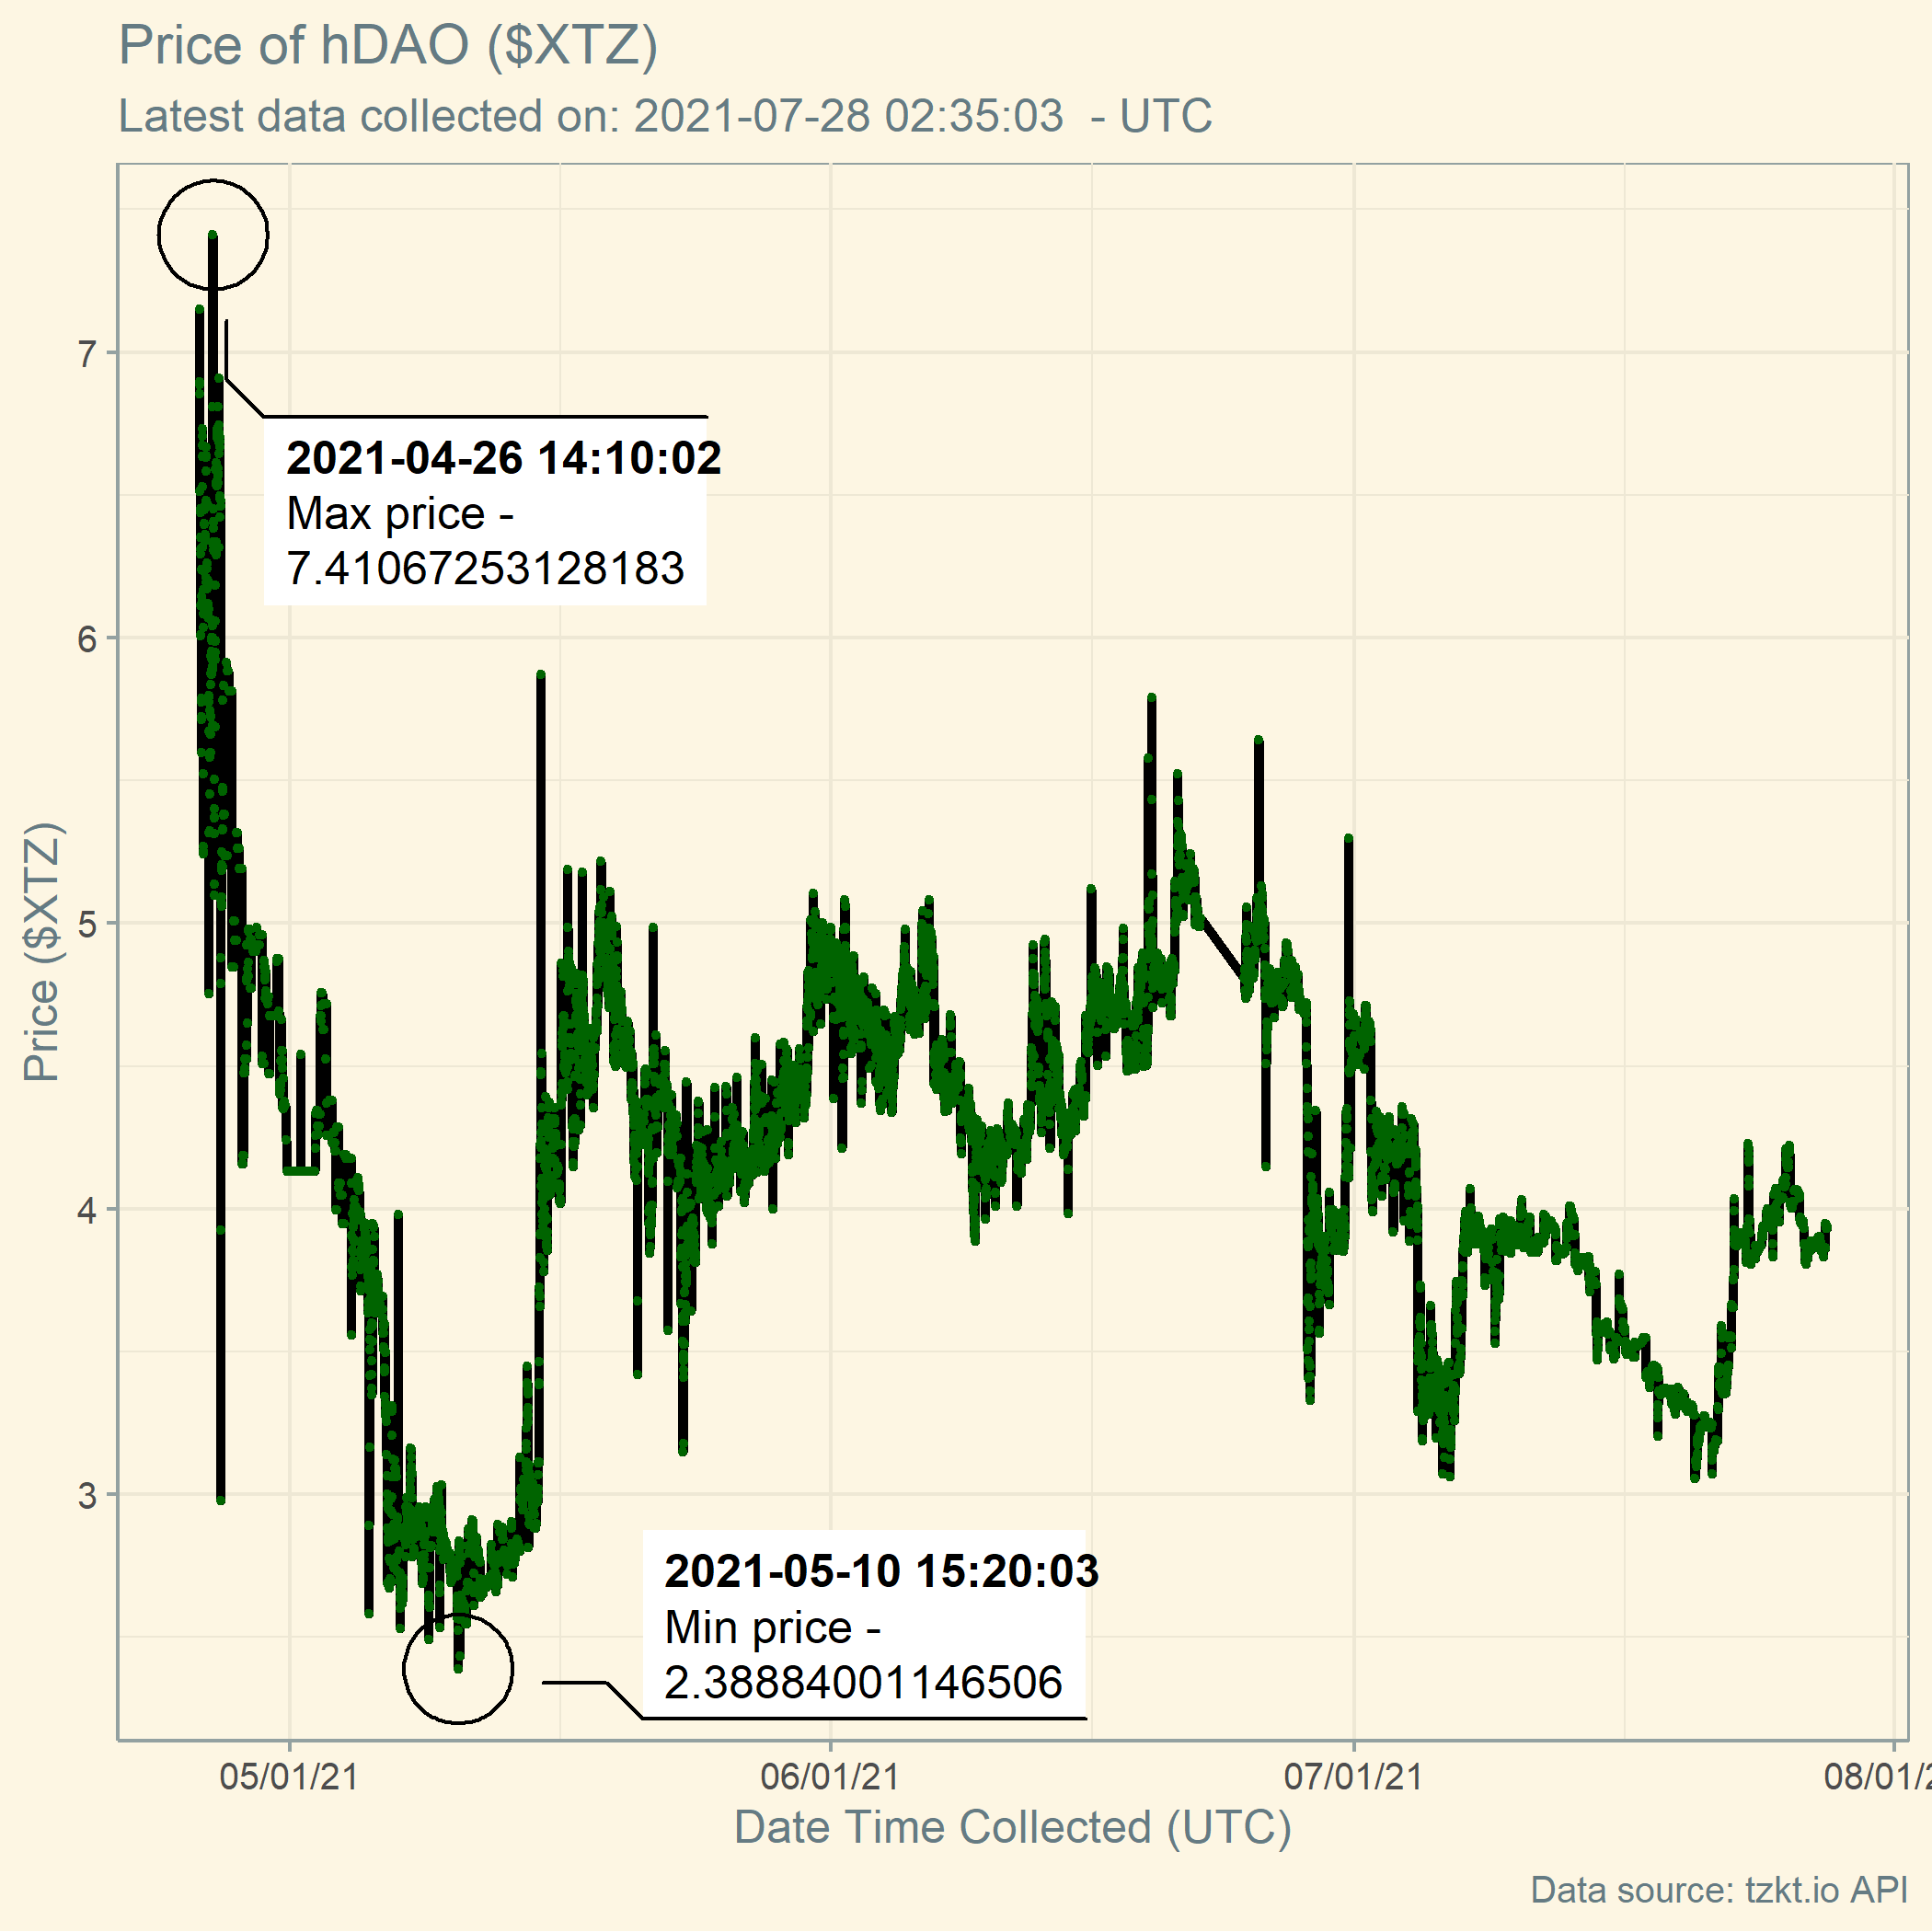 Price of hDAO ($XTZ)
Latest data collected on: 2021-07-28 02:35:03 - UTC
7
2021-04-26 14:10:02
Max price -
7.41067253128183
6
5
Price ($XTZ)
4
3
2021-05-10 15:20:03
Min price -
2.38884001146506
05/01/21
06/01/21
07/01/21
08/01/2
Date Time Collected (UTC)
Data source: tzkt.io API